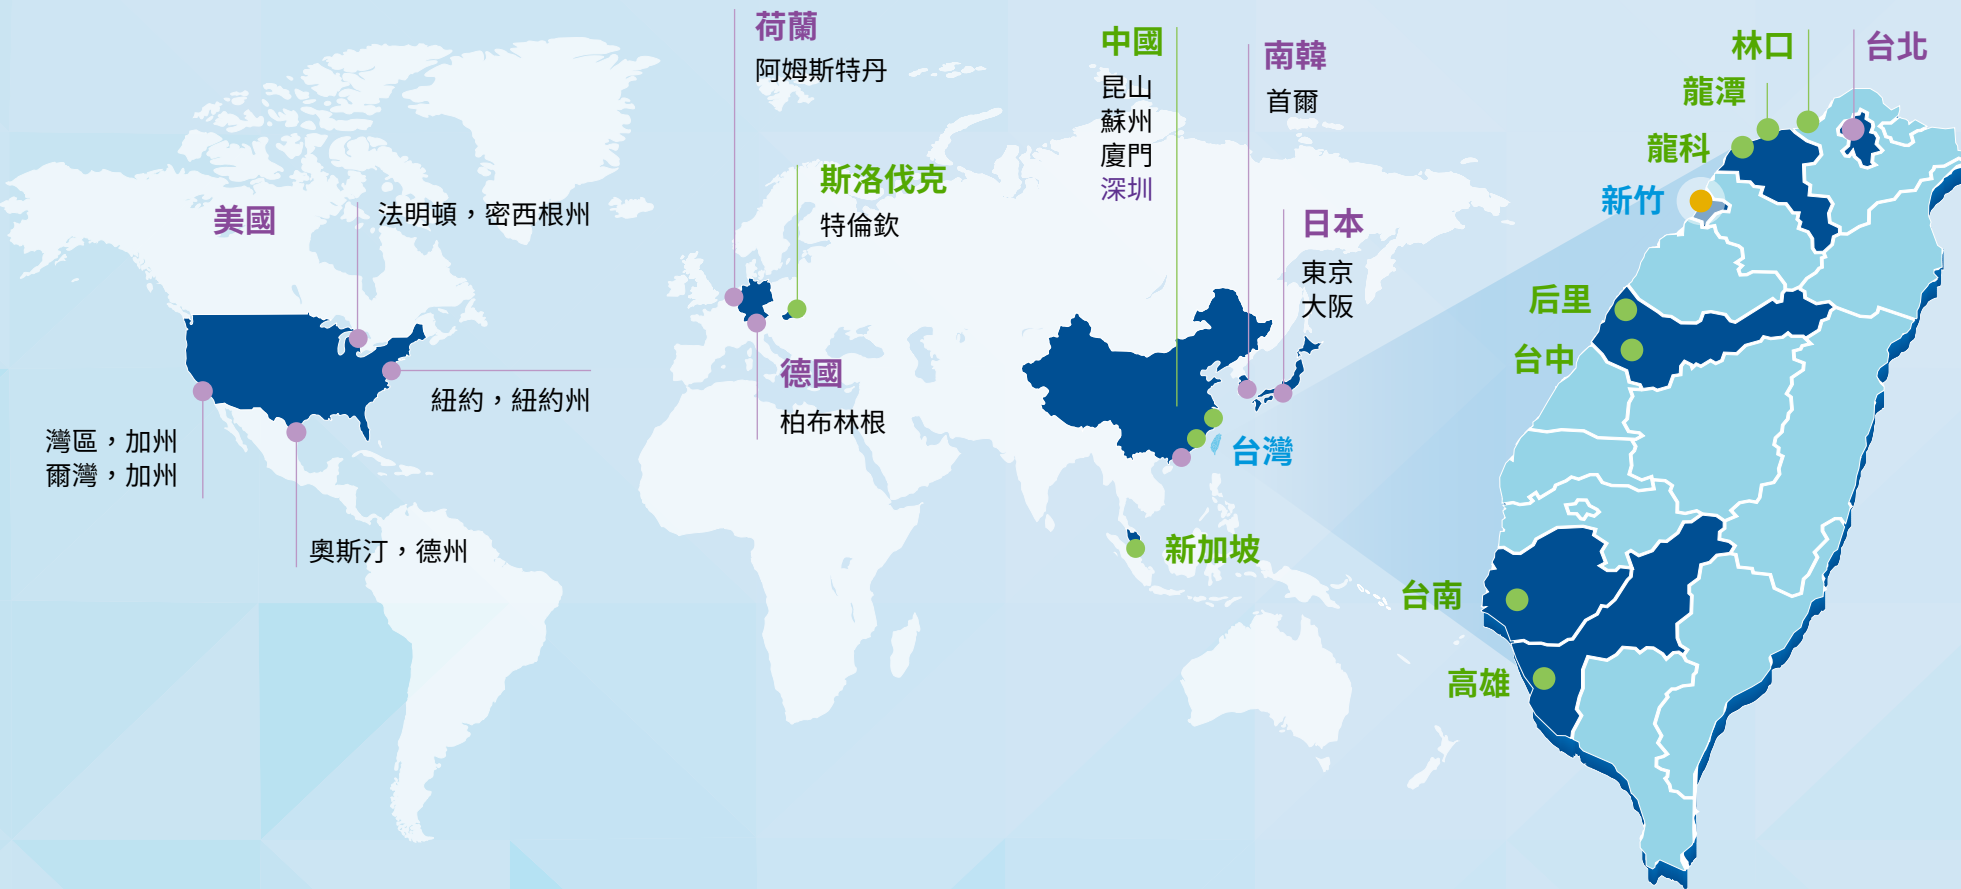 美國
法明頓，密西根州
紐約，紐約州
灣區，加州
爾灣，加州
奧斯汀，德州
荷蘭
阿姆斯特丹
斯洛伐克
特倫欽
德國
柏布林根
中國
昆山
蘇州
廈門
深圳
南韓
首爾
日本
東京
大阪
台灣
新加坡
林口
台北
龍潭
龍科
新竹
后里
台中
台南
高雄